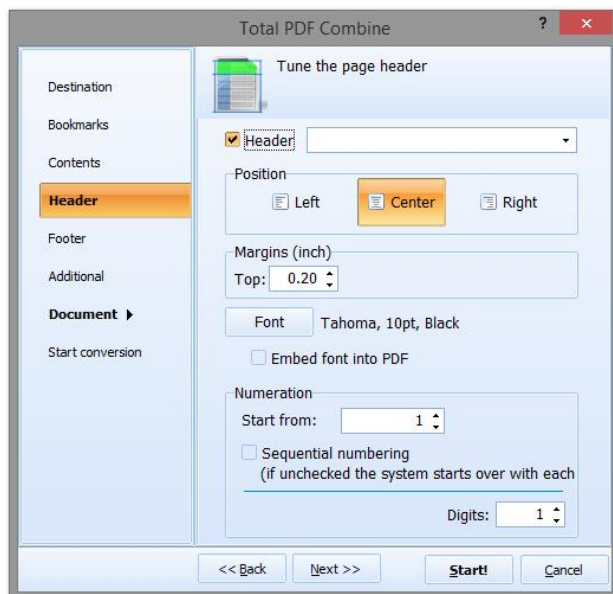 Total PDF Combine
?
Tune the page header
Destination
Bookmarks
Contents
Header
Footer
Additional
Document
Start conversion
Header
Position
Left Center Right
Margins (inch)
Top: 0.20
Font Tahoma, 10pt, Black
Embed font into PDF
Numeration
Start from: 1
Sequential numbering
(if unchecked the system starts over with each
Digits: 1
<< Back Next >> Start! Cancel